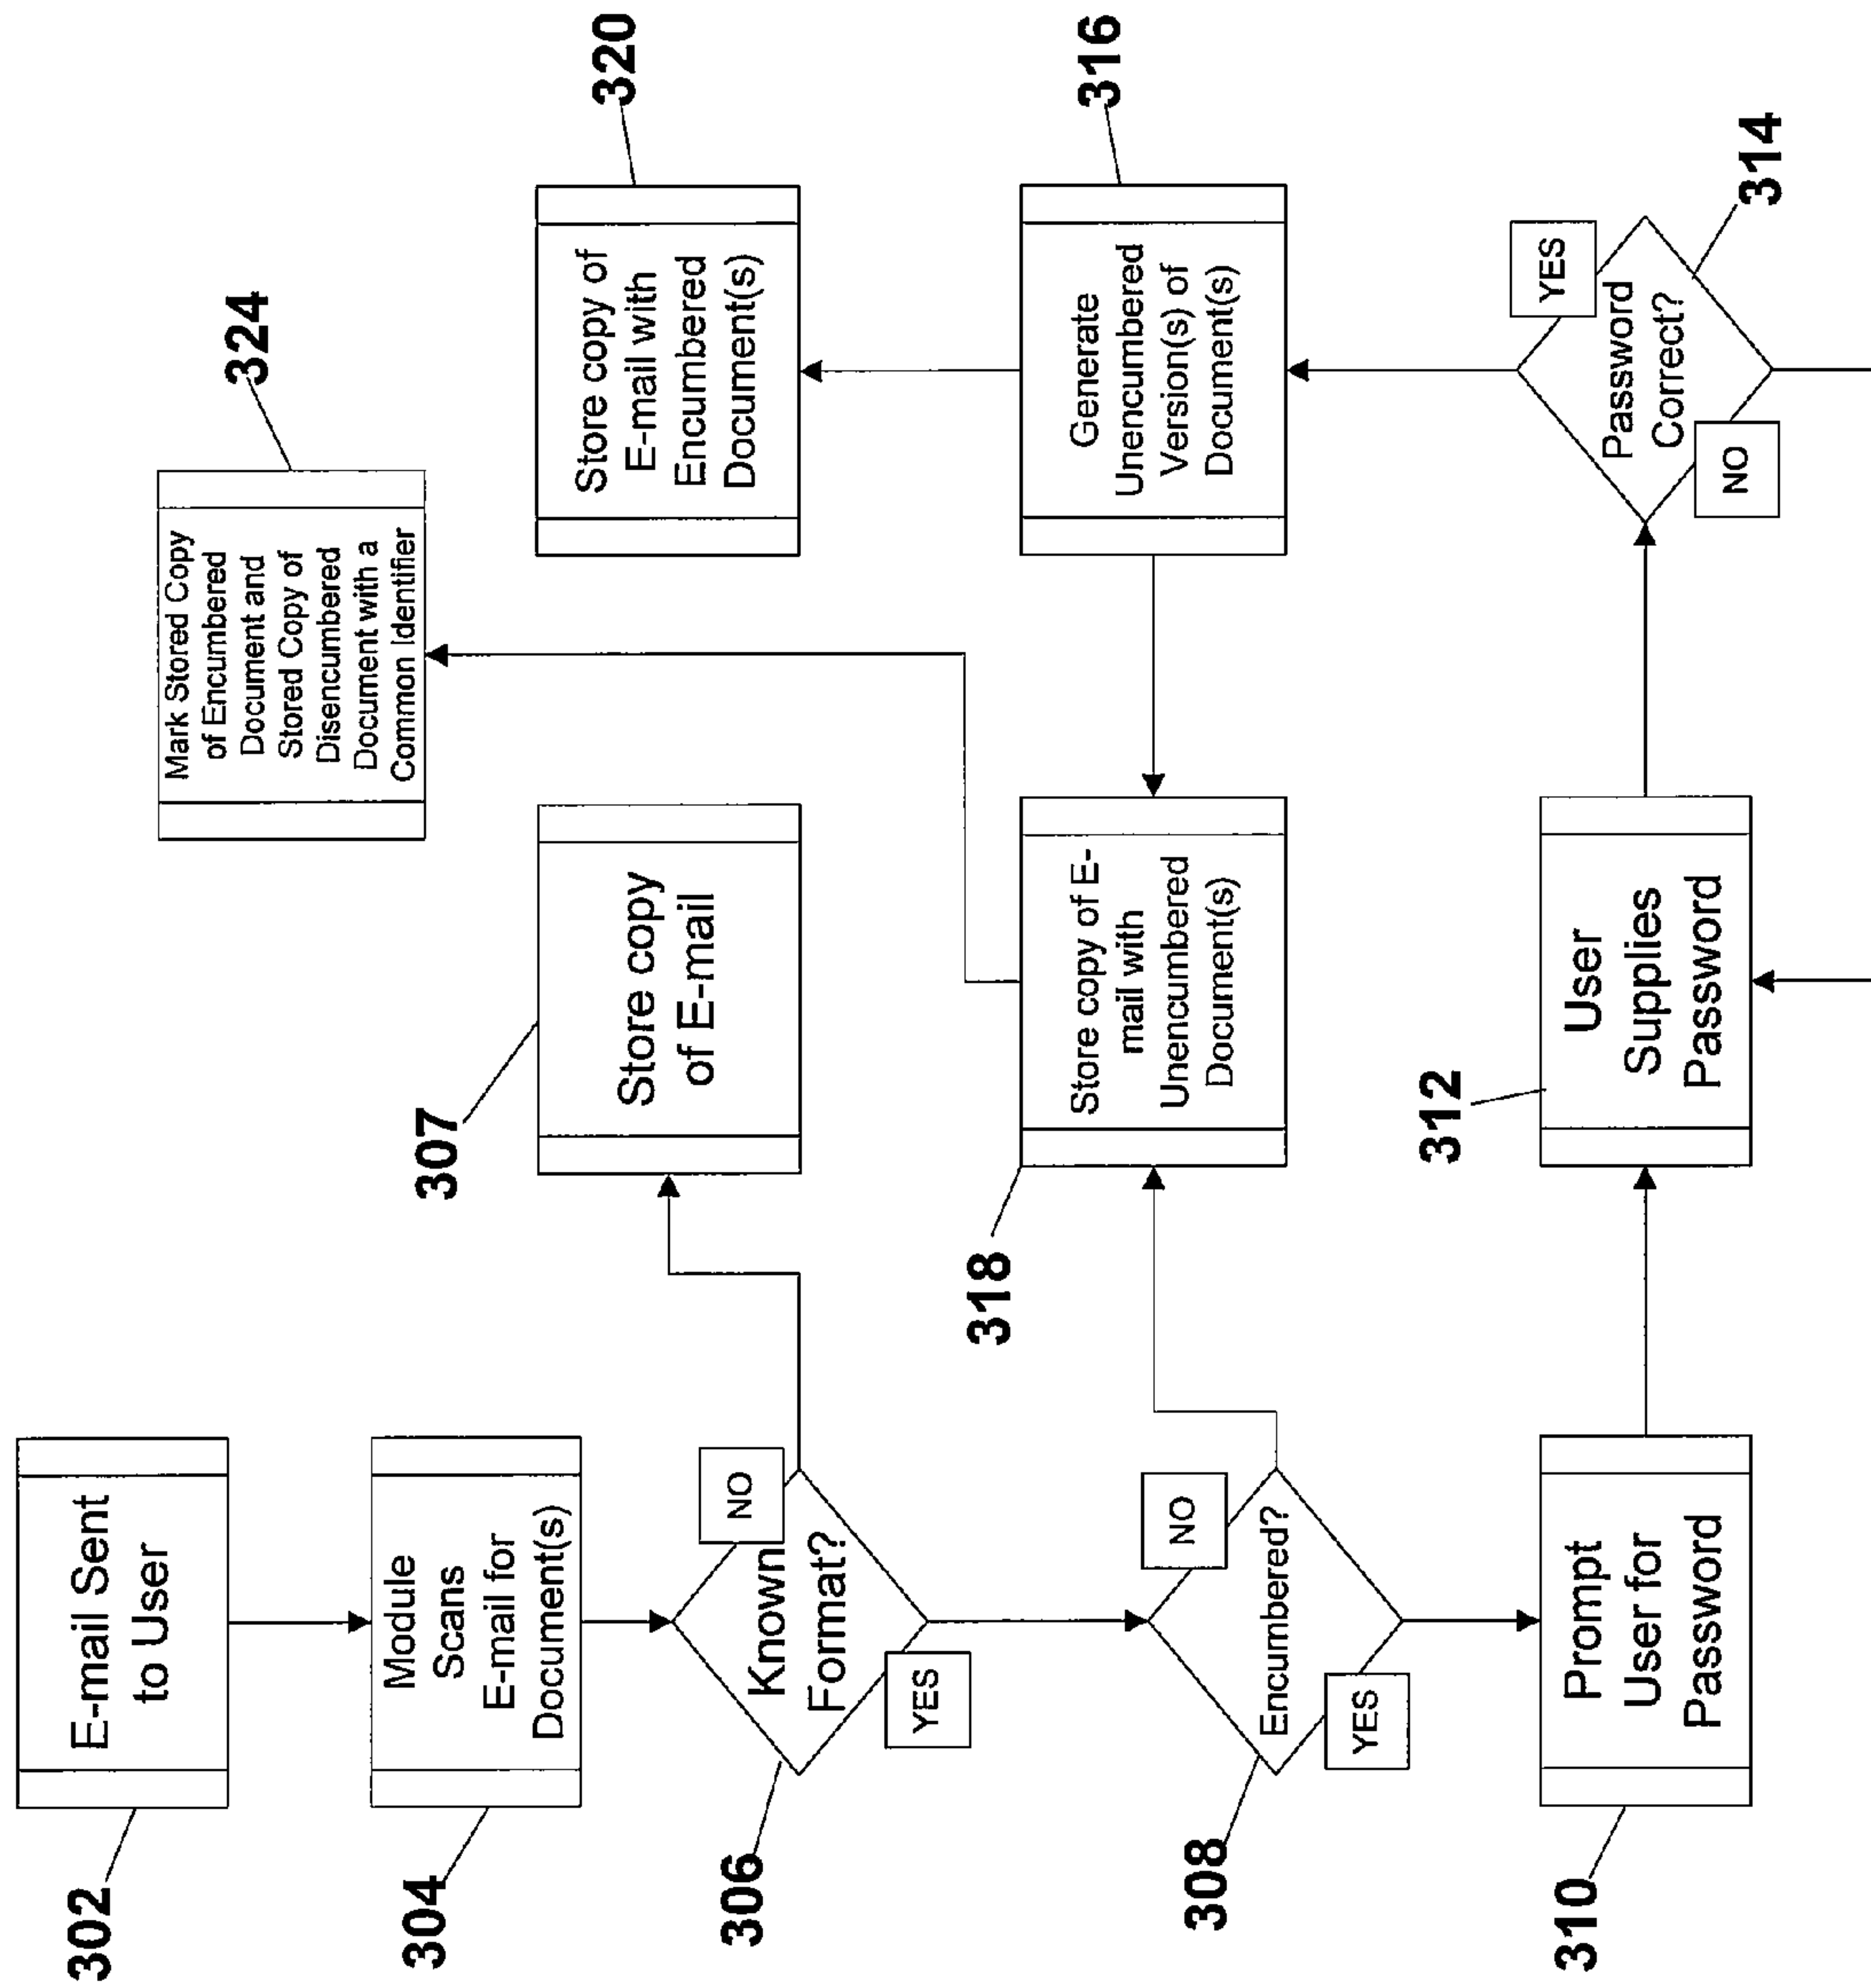 302
E-mail Sent
to User
304
Module
Scans
E-mail for
Document(s)
306
Known
Format?
NO
YES
307
Store copy
of E-mail
308
Encumbered?
NO
YES
310
Prompt
User for
Password
312
User
Supplies
Password
314
Password
Correct?
YES
NO
316
Generate
Unencumbered
Version(s) of
Document(s)
318
Store copy of E-
mail with
Unencumbered
Document(s)
320
Store copy of
E-mail with
Encumbered
Document(s)
324
Mark Stored Copy
of Encumbered
Document and
Stored Copy of
Disencumbered
Document with a
Common Identifier